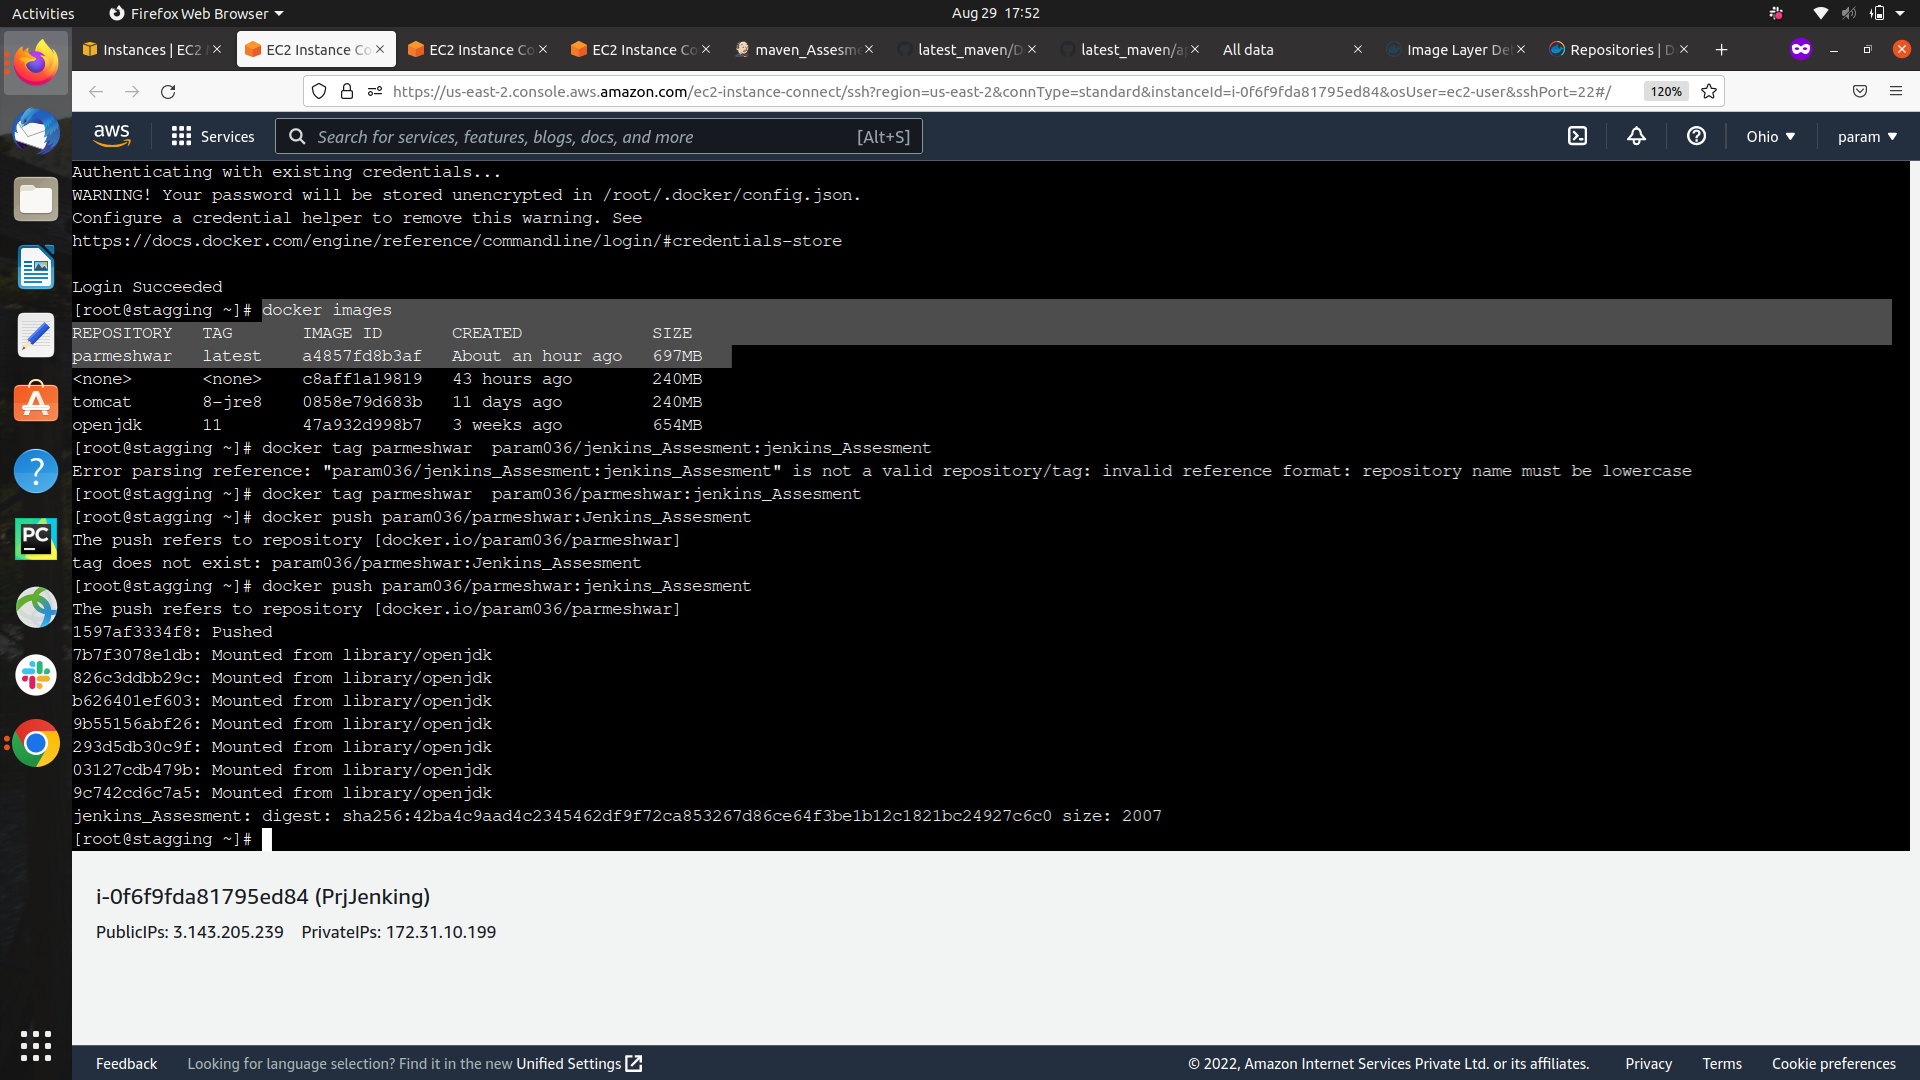 Activities
Firefox Web Browser
Aug 29 17:52
Instances | EC2
EC2 Instance Co
EC2 Instance Co
EC2 Instance Co
maven_Assesm
latest_maven/D
latest_maven/a
All data
Image Layer De
Repositories | D
https://us-east-2.console.aws.amazon.com/ec2-instance-connect/ssh?region=us-east-2&connType=standard&instanceId=i-0f6f9fda81795ed84&osUser=ec2-user&sshPort=22#/
120%
aws
Services
Search for services, features, blogs, docs, and more
[Alt+S]
Ohio
param
Authenticating with existing credentials...
WARNING! Your password will be stored unencrypted in /root/.docker/config.json.
Configure a credential helper to remove this warning. See
https://docs.docker.com/engine/reference/commandline/login/#credentials-store
Login Succeeded
[root@stagging ~]# docker images
REPOSITORY   TAG       IMAGE ID       CREATED             SIZE
parmeshwar   latest    a4857fd8b3af   About an hour ago   697MB
<none>       <none>    c8aff1a19819   43 hours ago        240MB
tomcat       8-jre8    0858e79d683b   11 days ago         240MB
openjdk      11        47a932d998b7   3 weeks ago         654MB
[root@stagging ~]# docker tag parmeshwar  param036/jenkins_Assesment:jenkins_Assesment
Error parsing reference: "param036/jenkins_Assesment:jenkins_Assesment" is not a valid repository/tag: invalid reference format: repository name must be lowercase
[root@stagging ~]# docker tag parmeshwar  param036/parmeshwar:jenkins_Assesment
[root@stagging ~]# docker push param036/parmeshwar:Jenkins_Assesment
The push refers to repository [docker.io/param036/parmeshwar]
tag does not exist: param036/parmeshwar:Jenkins_Assesment
[root@stagging ~]# docker push param036/parmeshwar:jenkins_Assesment
The push refers to repository [docker.io/param036/parmeshwar]
1597af3334f8: Pushed
7b7f3078e1db: Mounted from library/openjdk
826c3ddbb29c: Mounted from library/openjdk
b626401ef603: Mounted from library/openjdk
9b55156abf26: Mounted from library/openjdk
293d5db30c9f: Mounted from library/openjdk
03127cdb479b: Mounted from library/openjdk
9c742cd6c7a5: Mounted from library/openjdk
jenkins_Assesment: digest: sha256:42ba4c9aad4c2345462df9f72ca853267d86ce64f3be1b12c1821bc24927c6c0 size: 2007
[root@stagging ~]#
i-0f6f9fda81795ed84 (PrjJenking)
PublicIPs: 3.143.205.239 PrivateIPs: 172.31.10.199
Feedback
Looking for language selection? Find it in the new Unified Settings
© 2022, Amazon Internet Services Private Ltd. or its affiliates.
Privacy
Terms
Cookie preferences
PC